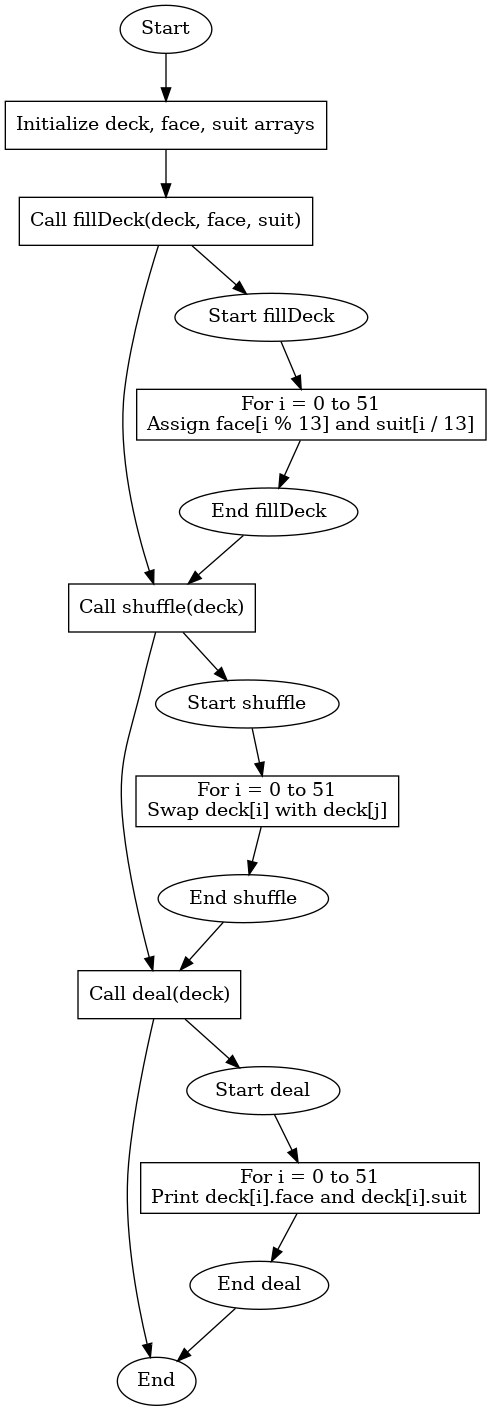 Start
Initialize deck, face, suit arrays
Call fillDeck(deck, face, suit)
Start fillDeck
For i = 0 to 51
Assign face[i % 13] and suit[i / 13]
End fillDeck
Call shuffle(deck)
Start shuffle
For i = 0 to 51
Swap deck[i] with deck[j]
End shuffle
Call deal(deck)
Start deal
For i = 0 to 51
Print deck[i].face and deck[i].suit
End deal
End